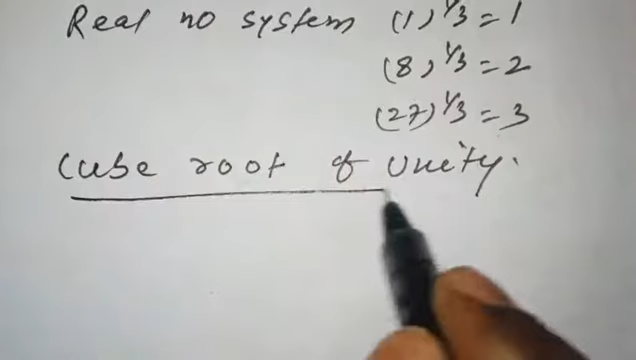 Real no system (1)^1/3 = 1
(8)^1/3 = 2
(27)^1/3 = 3
Cube root of Unity.